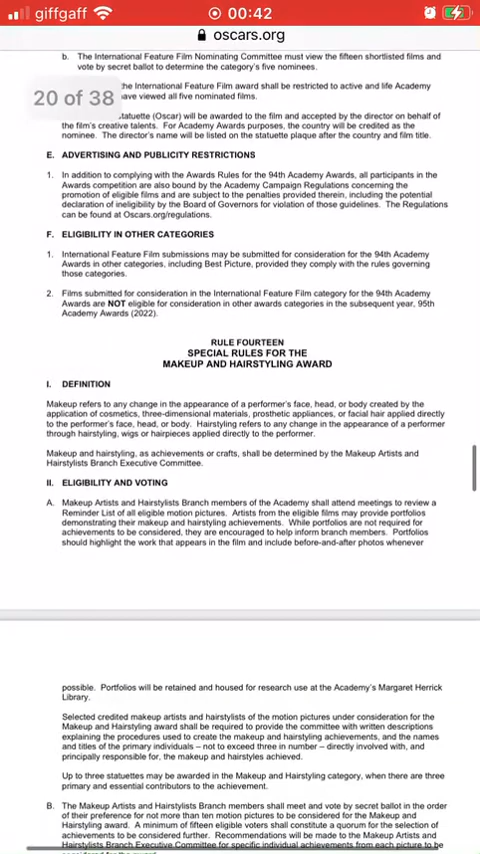 giffgaff 00:42
oscars.org
b. The International Feature Film Nominating Committee must view the fifteen shortlisted films and
vote by secret ballot to determine the category's five nominees.
20 of 38
the International Feature Film award shall be restricted to active and life Academy
have viewed all five nominated films.
statuette (Oscar) will be awarded to the film and accepted by the director on behalf of
the film's creative talents. For Academy Awards purposes, the country will be credited as the
nominee. The director's name will be listed on the statuette plaque after the country and film title.
E. ADVERTISING AND PUBLICITY RESTRICTIONS
1. In addition to complying with the Awards Rules for the 94th Academy Awards, all participants in the
Awards competition are also bound by the Academy Campaign Regulations concerning the
promotion of eligible films and are subject to the penalties provided therein, including the potential
declaration of ineligibility by the Board of Governors for violation of those guidelines. The Regulations
can be found at Oscars.org/regulations.
F. ELIGIBILITY IN OTHER CATEGORIES
1. International Feature Film submissions may be submitted for consideration for the 94th Academy
Awards in other categories, including Best Picture, provided they comply with the rules governing
those categories.
2. Films submitted for consideration in the International Feature Film category for the 94th Academy
Awards are NOT eligible for consideration in other awards categories in the subsequent year, 95th
Academy Awards (2022).
RULE FOURTEEN
SPECIAL RULES FOR THE
MAKEUP AND HAIRSTYLING AWARD
I. DEFINITION
Makeup refers to any change in the appearance of a performer's face, head, or body created by the
application of cosmetics, three-dimensional materials, prosthetic appliances, or facial hair applied directly
to the performer's face, head, or body. Hairstyling refers to any change in the appearance of a performer
through hairstyling, wigs or hairpieces applied directly to the performer.
Makeup and hairstyling, as achievements or crafts, shall be determined by the Makeup Artists and
Hairstylists Branch Executive Committee.
II. ELIGIBILITY AND VOTING
A. Makeup Artists and Hairstylists Branch members of the Academy shall attend meetings to review a
Reminder List of all eligible motion pictures. Artists from the eligible films may provide portfolios
demonstrating their makeup and hairstyling achievements. While portfolios are not required for
achievements to be considered, they are encouraged to help inform branch members. Portfolios
should highlight the work that appears in the film and include before-and-after photos whenever
possible. Portfolios will be retained and housed for research use at the Academy's Margaret Herrick
Library.
Selected credited makeup artists and hairstylists of the motion pictures under consideration for the
Makeup and Hairstyling award shall be required to provide the committee with written descriptions
explaining the procedures used to create the makeup and hairstyling achievements, and the names
and titles of the primary individuals – not to exceed three in number – directly involved with, and
principally responsible for, the makeup and hairstyles achieved.
Up to three statuettes may be awarded in the Makeup and Hairstyling category, when there are three
primary and essential contributors to the achievement.
B. The Makeup Artists and Hairstylists Branch members shall meet and vote by secret ballot in the order
of their preference for not more than ten motion pictures to be considered for the Makeup and
Hairstyling award. A minimum of fifteen eligible voters shall constitute a quorum for the selection of
achievements to be considered further. Recommendations will be made to the Makeup Artists and
Hairstylists Branch Executive Committee for specific individual achievements from each picture to be